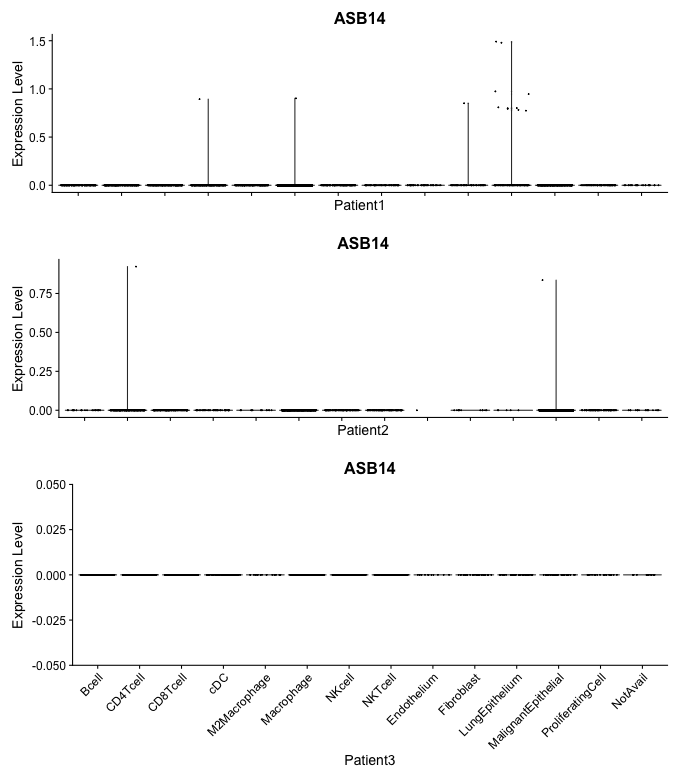 ASB14
Expression Level
1.5
1.0
0.5
0.0
Patient1
ASB14
Expression Level
0.75
0.50
0.25
0.00
Patient2
ASB14
Expression Level
0.050
0.025
0.000
-0.025
-0.050
Bcell
CD4Tcell
CD8Tcell
cDC
M2Macrophage
Macrophage
NKcell
NKTcell
Endothelium
Fibroblast
LungEpithelium
MalignantEpithelial
ProliferatingCell
NotAvail
Patient3